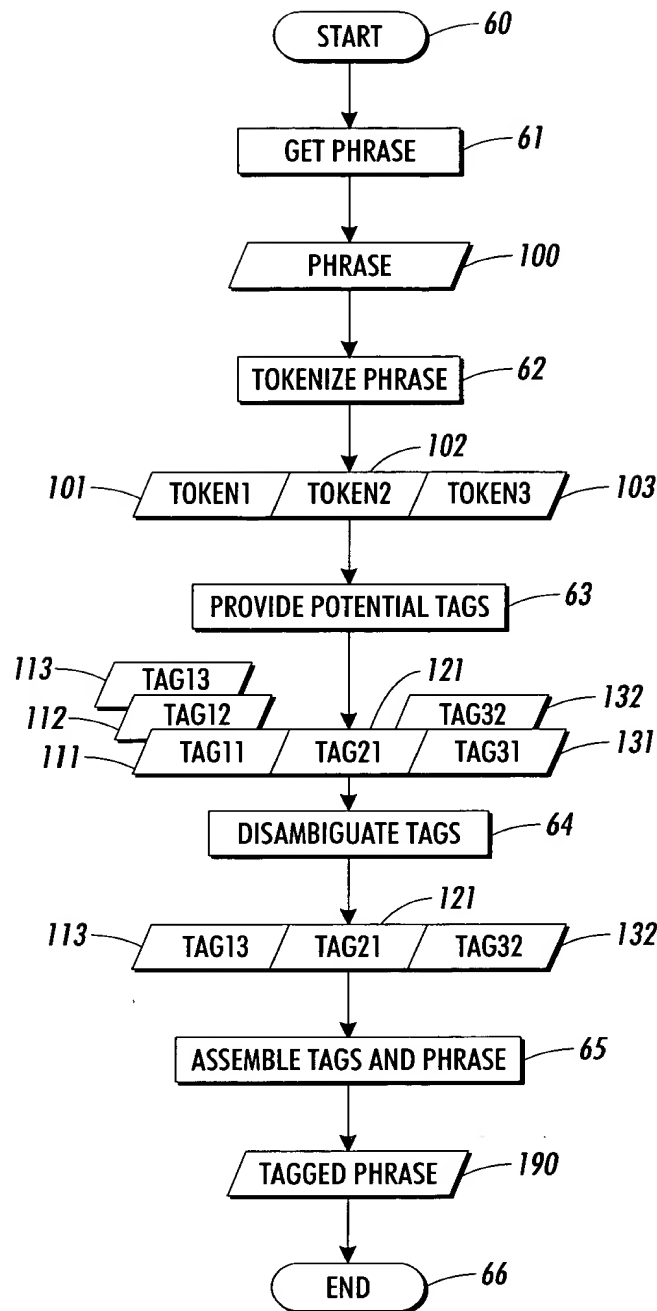 START 60
GET PHRASE 61
PHRASE 100
TOKENIZE PHRASE 62
102
101 TOKEN1 TOKEN2 TOKEN3 103
PROVIDE POTENTIAL TAGS 63
113 TAG13 121
112 TAG12 TAG32 132
111 TAG11 TAG21 TAG31 131
DISAMBIGUATE TAGS 64
121
113 TAG13 TAG21 TAG32 132
ASSEMBLE TAGS AND PHRASE 65
TAGGED PHRASE 190
END 66